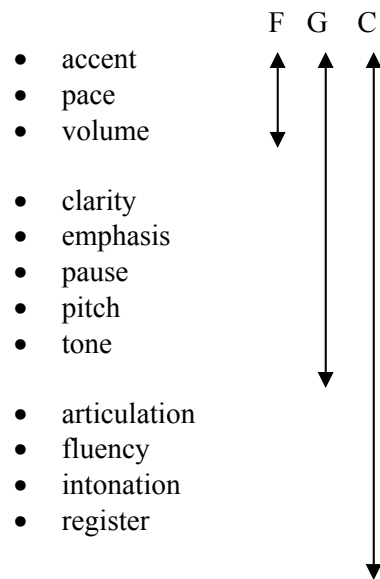 F G C
• accent
• pace
• volume
• clarity
• emphasis
• pause
• pitch
• tone
• articulation
• fluency
• intonation
• register